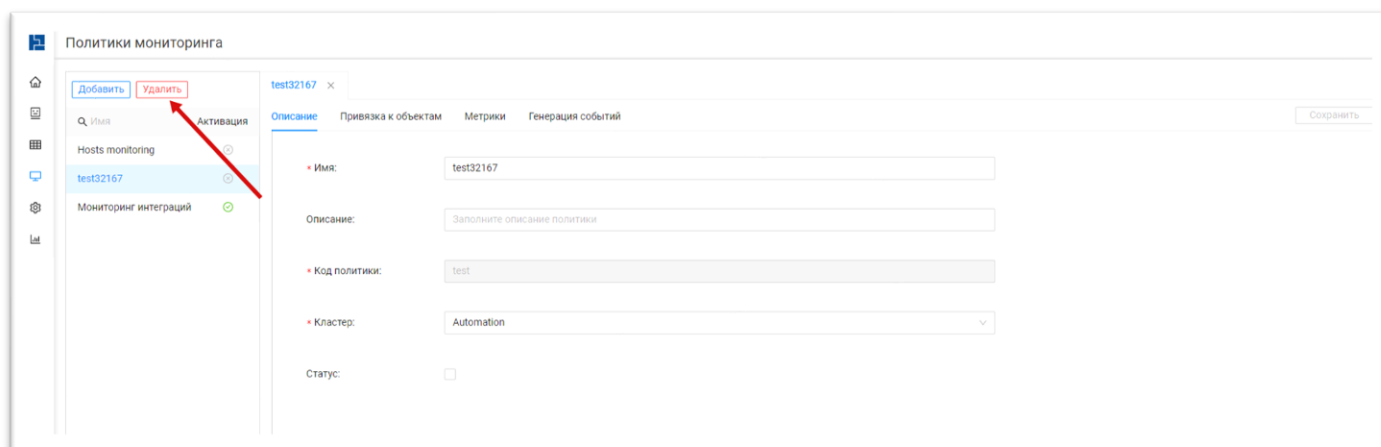 Политики мониторинга
Добавить Удалить
Имя Активация
Hosts monitoring
test32167
Мониторинг интеграций
test32167
Описание Привязка к объектам Метрики Генерация событий Сохранить
* Имя: test32167
Описание: Заполните описание политики
* Код политики: test
* Кластер: Automation
Статус: